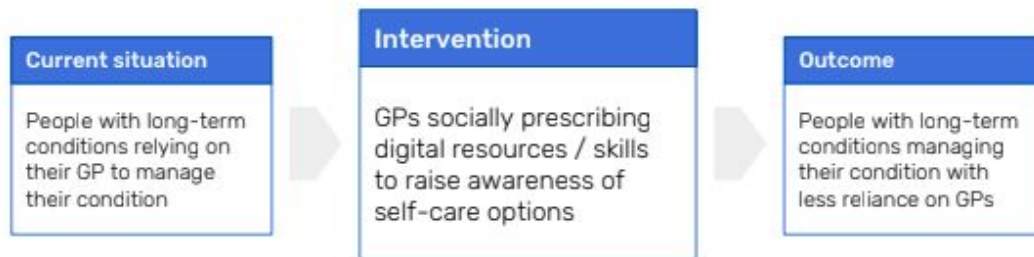 Current situation
People with long-term
conditions relying on
their GP to manage
their condition
Intervention
GPs socially prescribing
digital resources / skills
to raise awareness of
self-care options
Outcome
People with long-term
conditions managing
their condition with
less reliance on GPs